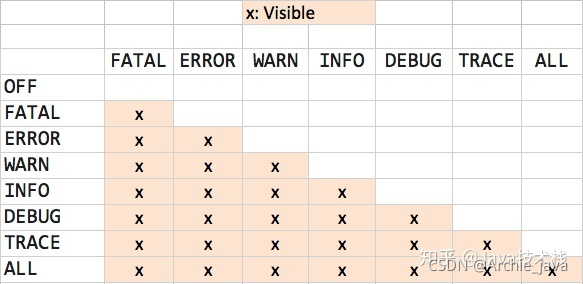 x: Visible
FATAL ERROR WARN INFO DEBUG TRACE ALL
OFF
FATAL x
ERROR x x
WARN x x x
INFO x x x x
DEBUG x x x x x
TRACE x x x x x x
ALL x x x x x x x
知乎 @Java技术栈
CSDN @Archie_java